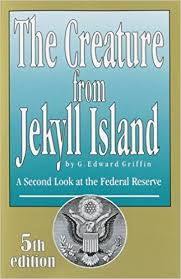 The Creature
from
Jekyll Island
by G. Edward Griffin
A Second Look at the Federal Reserve
5th
edition